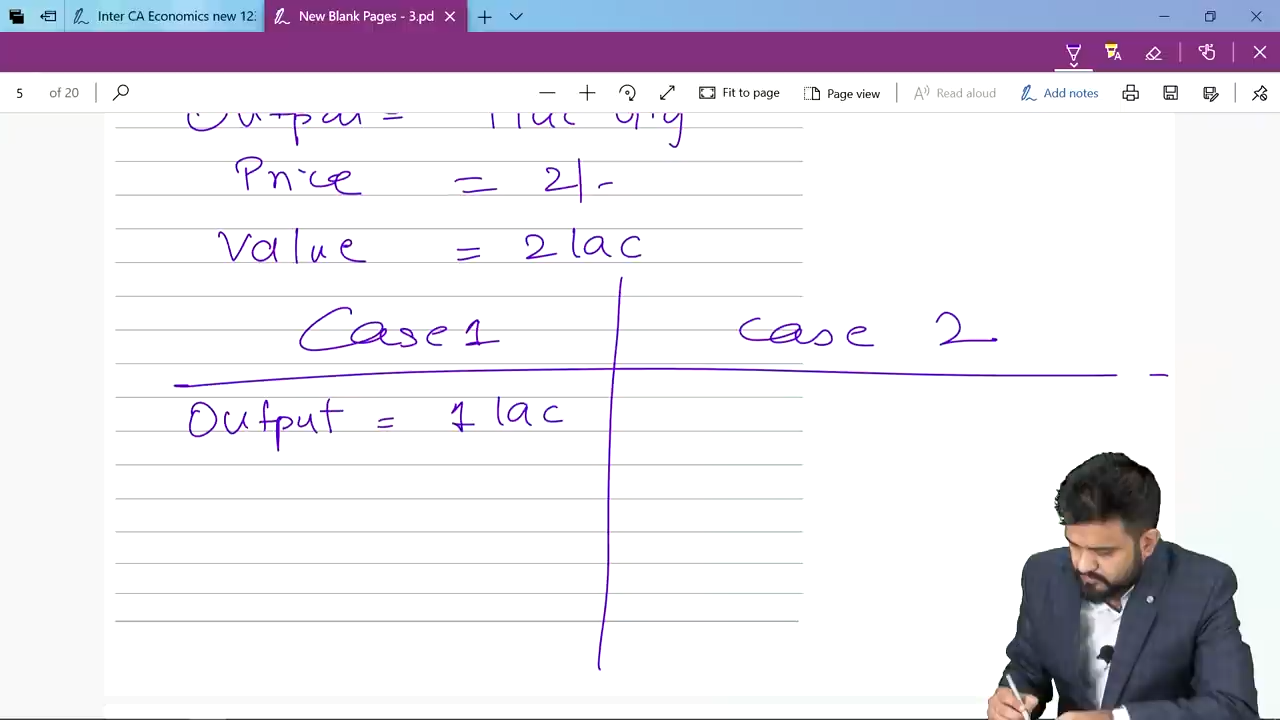 Inter CA Economics new 12:
New Blank Pages - 3.pd
5 of 20
Fit to page
Page view
Read aloud
Add notes
Output =
Price = 2/-
Value = 2 lac
Case 1 case 2
Output = 1 lac